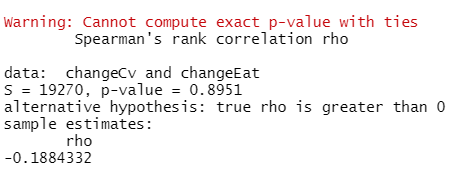 Warning: Cannot compute exact p-value with ties
Spearman's rank correlation rho
data: changeCv and changeEat
S = 19270, p-value = 0.8951
alternative hypothesis: true rho is greater than 0
sample estimates:
rho
-0.1884332